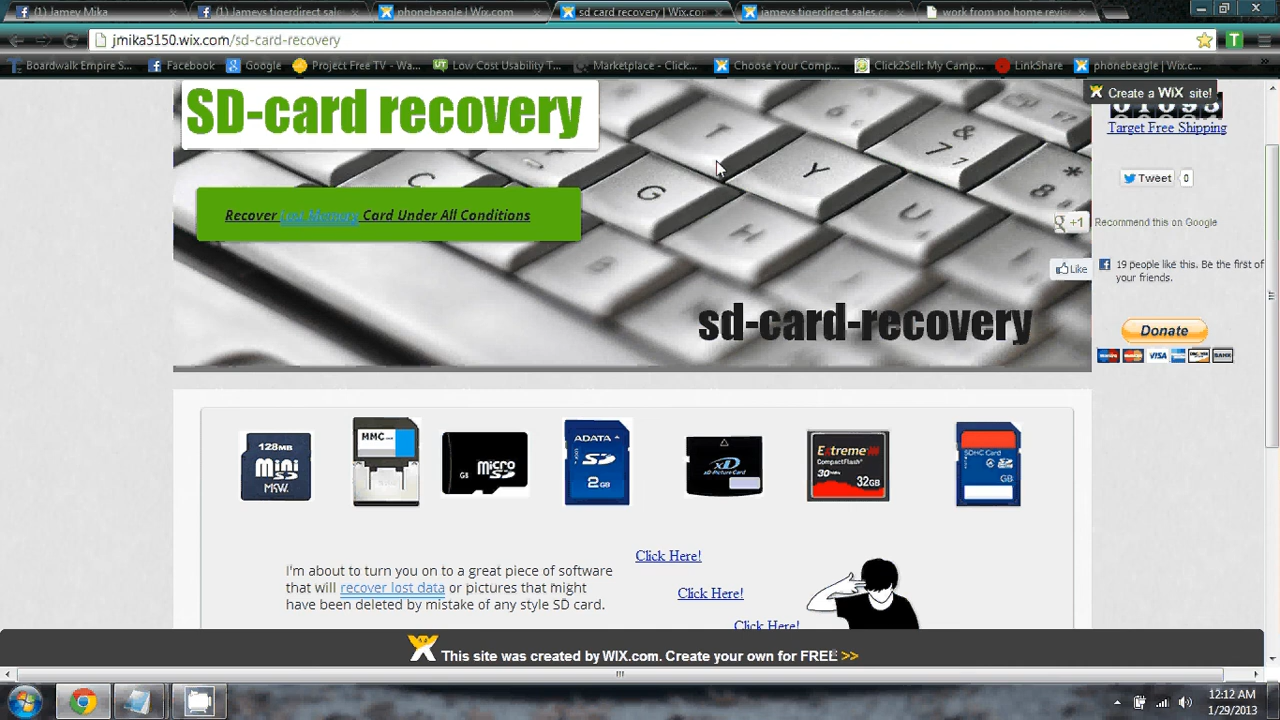 (1) Jamey Mika
(1) Jameys tigerdirect sales
phonebeagle | Wix.com
sd card recovery | Wix.co
jameys tigerdirect sales c
work from no home revis
jmika5150.wix.com/sd-card-recovery
Boardwalk Empire S...
Facebook
Google
Project Free TV - Wa...
Low Cost Usability T...
Marketplace - Click...
Choose Your Comp...
Click2Sell: My Camp...
LinkShare
phonebeagle | Wix.c...
Create a WiX site!
SD-card recovery
Target Free Shipping
Tweet 0
Recover Lost Memory Card Under All Conditions
+1 Recommend this on Google
Like 19 people like this. Be the first of
your friends.
sd-card-recovery
Donate
VISA
BANK
128MB
mini
MMC
GB micro
SD
ADATA
SD
2GB
xD
xD-Picture Card
Extreme
CompactFlash
30MB/s
32GB
SDHC Card
GB
Click Here!
I'm about to turn you on to a great piece of software
that will recover lost data or pictures that might
have been deleted by mistake of any style SD card.
Click Here!
Click Here!
This site was created by WIX.com. Create your own for FREE >>
12:12 AM
1/29/2013